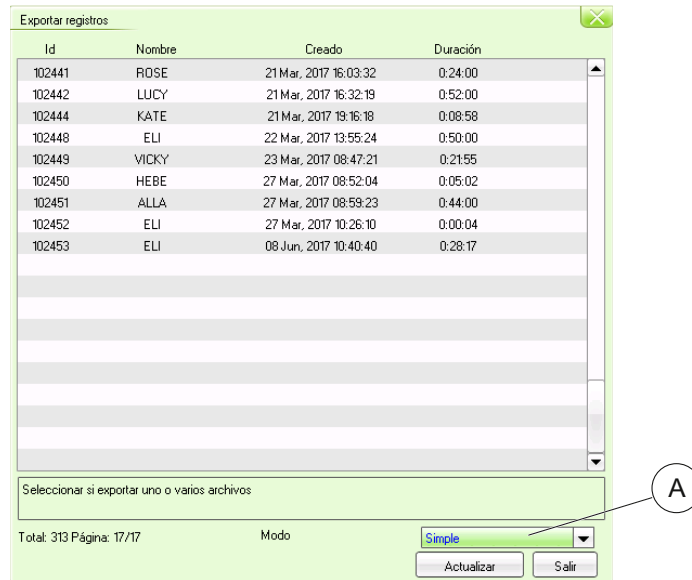 Exportar registros
Id Nombre Creado Duración
102441 ROSE 21 Mar, 2017 16:03:32 0:24:00
102442 LUCY 21 Mar, 2017 16:32:19 0:52:00
102444 KATE 21 Mar, 2017 19:16:18 0:08:58
102448 ELI 22 Mar, 2017 13:55:24 0:50:00
102449 VICKY 23 Mar, 2017 08:47:21 0:21:55
102450 HEBE 27 Mar, 2017 08:52:04 0:05:02
102451 ALLA 27 Mar, 2017 08:59:23 0:44:00
102452 ELI 27 Mar, 2017 10:26:10 0:00:04
102453 ELI 08 Jun, 2017 10:40:40 0:28:17
Seleccionar si exportar uno o varios archivos
A
Total: 313 Página: 17/17 Modo Simple
Actualizar Salir